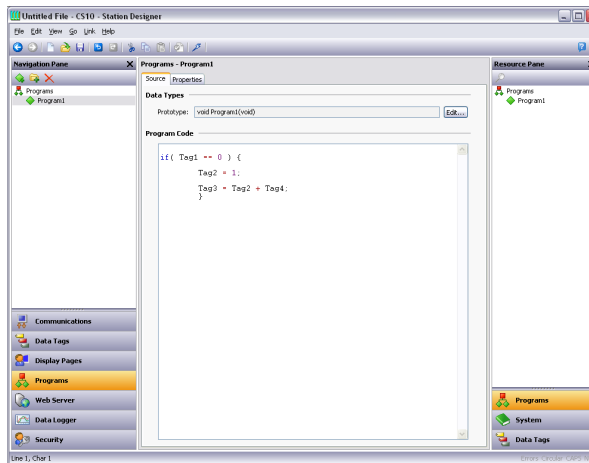 Untitled File - CS10 - Station Designer
File Edit View Go Link Help
Navigation Pane
Programs
Program1
Communications
Data Tags
Display Pages
Programs
Web Server
Data Logger
Security
Programs - Program1
Source Properties
Data Types
Prototype: void Program1(void) Edit...
Program Code
if( Tag1 == 0 ) {
Tag2 = 1;
Tag3 = Tag2 + Tag4;
}
Resource Pane
Programs
Program1
Programs
System
Data Tags
Line 1, Char 1
Errors Circular CAPS